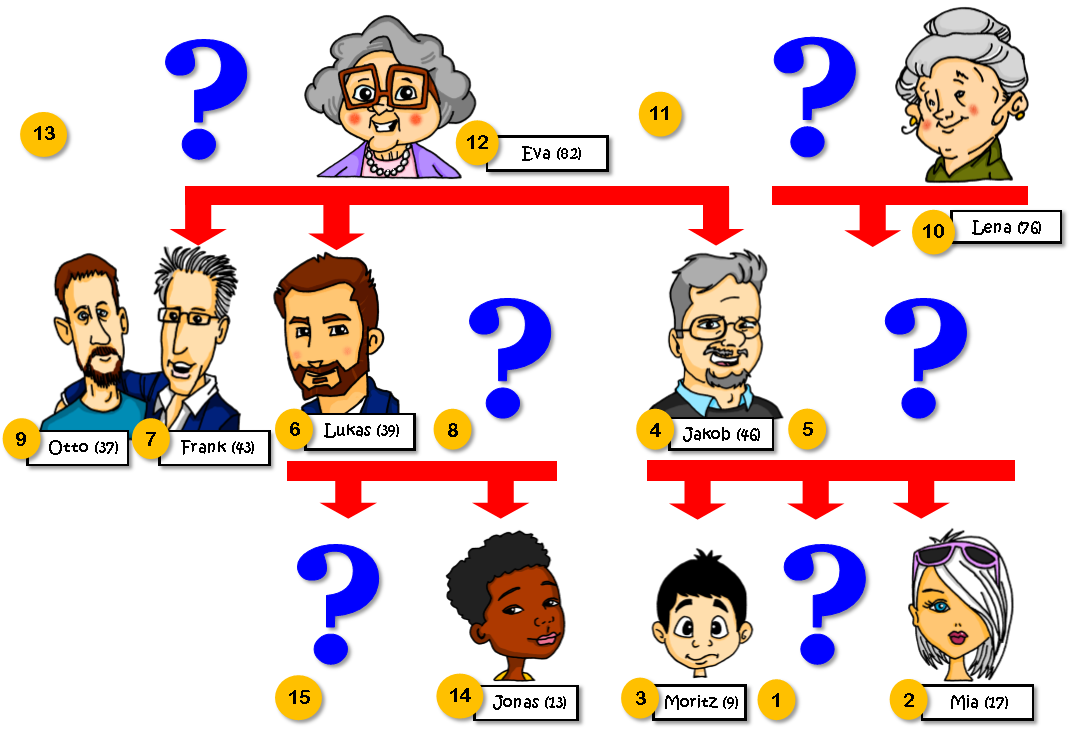 ?
?
13
11
12
Eva (82)
10
Lena (76)
?
?
9
Otto (37)
7
Frank (43)
6
Lukas (39)
8
4
Jakob (46)
5
?
?
15
14
Jonas (13)
3
Moritz (9)
1
2
Mia (17)